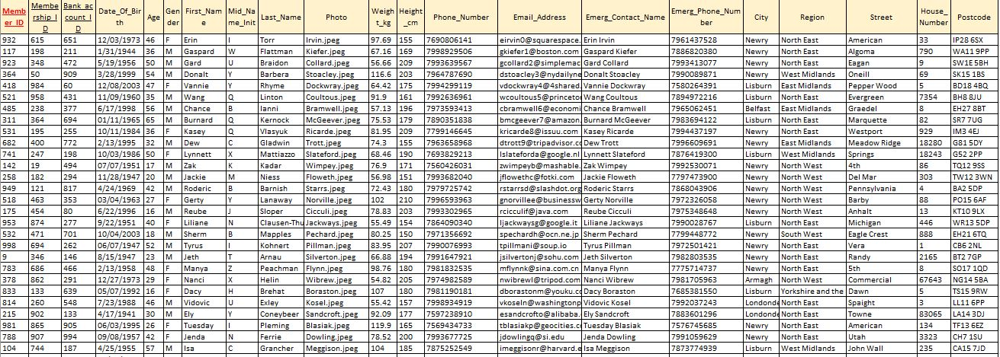 Memb
er_ID
Membe
rship_I
D
Bank_ac
count_I
D
Date_Of_Bir
th
Age
Gen
der
First_Nam
e
Mid_Na
me_Init
Last_Name
Photo
Weigh
t_kg
Height
_cm
Phone_Number
Email_Address
Emerg_Contact_Name
Emerg_Phone_Num
ber
City
Region
Street
House_
Number
Postcode
932 615 651 12/03/1973 46 F Erin I Torr Irvin.jpeg 97.69 155 7690806141 eirvin0@squarespace. Erin Irvin 7961437528 Newry North East American 33 IP28 6SX
117 198 211 1/31/1944 36 M Gaspard W Flattman Kiefer.jpeg 67.16 169 7998929506 gkiefer1@boston.com Gaspard Kiefer 7886820380 Newry North East Algoma 790 WA11 9PP
923 348 472 5/19/1956 50 M Gard U Braidon Collard.jpeg 56.66 209 7993639567 gcollard2@simplemac Gard Collard 7993413077 Newry North East Eagan 9 SW1E 5BH
364 50 909 3/28/1999 54 M Donalt Y Barbera Stoacley.jpeg 116.6 203 7964787690 dstoacley3@nydailyne Donalt Stoacley 7990089871 Newry West Midlands Oneill 69 SK15 1BS
418 984 60 12/08/2003 47 F Vannie Y Rhyme Dockwray.jpeg 64.42 175 7994299119 vdockwray4@4shared. Vannie Dockway 7580264391 Lisburn East Midlands Pepper Wood 5 BD18 4BQ
521 958 431 11/09/1960 35 M Wang Q Linton Coultous.jpeg 91.9 161 7992636961 wcoultous5@princeto Wang Coutous 7894972216 Newry North East Evergreen 7354 BH8 8JU
485 238 377 6/17/1998 56 M Chance B Ianni Bramwell.jpeg 57.13 196 7973593413 cbramwell6@economi Chance Bramwell 7965062451 Belfast East Midlands Graedel 8 EH27 8BT
311 364 694 01/11/1965 65 M Burnard Q Kernock McGeever.jpeg 75.53 179 7890351838 bmcgeever7@amazon. Burnard McGeever 7983694122 Lisburn North East Marquette 82 SR7 7UG
531 195 255 10/11/1984 36 F Kasey Q Vlasyuk Ricarde.jpeg 81.95 209 7799146645 kricarde8@issuu.com Kasey Ricarde 7994437197 Newry North East Westport 929 IM3 4EJ
682 400 772 2/13/1995 32 M Dew C Gladwin Trott.jpeg 74.3 155 7963658968 dtrott9@tripadvisor.c Dew Trott 7996609691 Newry East Midlands Meadow Ridge 18280 G81 5DY
741 247 198 10/03/1986 50 F Lynnett X Mattiazzo Slateford.jpeg 68.46 190 7693829213 lslateforda@google.nl Lynnett Slateford 7876419300 Lisburn West Midlands Springs 18243 G52 2PP
142 19 494 07/07/1951 17 M Zak K Kadar Wimpey.jpeg 76.9 171 7560426031 zwimpeyb@mashable. Zak Wimpey 7992530071 Newry North West 4th 86 TQ12 9SS
258 182 294 11/28/1947 20 M Jackie M Niess Floweth.jpeg 56.98 151 7993682040 jflowethc@fotki.com Jackie Floweth 7797473900 Newry North West Del Mar 303 TW12 3WN
949 121 817 4/24/1969 42 M Roderic B Barnish Starrs.jpeg 72.43 180 7979725742 rstarrsd@slashdot.org Roderic Starrs 7868043906 Newry North West Pennsylvania 4 BA2 5DP
518 463 353 03/04/1963 27 F Gerty Y Lanaway Norville.jpeg 102 210 7996593963 gnorvillee@businessw Gerty Norville 7972326058 Newry North West Barby 88 PO15 6AF
175 454 80 6/22/1996 16 M Reube J Sloper Cicculi.jpeg 78.83 203 7993302965 rcicculif@java.com Reube Cicculi 7975348648 Newry North West Anhalt 13 KT10 9LX
953 874 277 9/22/1951 40 F Liliane N Clausen-Thu Jackways.jpeg 55.49 154 7864090340 ljackwaysg@google.it Liliane Jackways 7990028767 Lisburn North East Michigan 446 WR13 5DP
532 471 701 10/04/2003 18 M Sherm B Mapples Pechard.jpeg 80.25 150 7971356692 spechardh@ocn.ne.jp Sherm Pechard 7799448772 Newry South West Eagle Crest 888 EH21 6TQ
998 694 262 06/07/1947 52 M Tyrus I Kohnert Pillman.jpeg 83.95 207 7990076993 tpillmani@soup.io Tyrus Pillman 7972501421 Newry North East Vera 1 CB6 2NL
9 346 146 8/15/1947 23 M Jeth T Arnau Silverton.jpeg 66.88 194 7991647921 jsilvertonj@sohu.com Jeth Silverton 7982803535 Newry North East Randy 2165 BT2 7GP
783 686 466 2/13/1958 48 F Manya Z Peachman Flynn.jpeg 98.76 180 7981832535 mflynnk@sina.com.cn Manya Flynn 7775714737 Newry North East 5th 8 SO17 1QD
378 862 291 12/27/1973 29 F Nanci X Helin Wibrew.jpeg 54.82 205 7974982589 nwibrewl@tripod.com Nanci Wibrew 7981705963 Armagh North West Commercial 67643 NG14 5BA
833 133 639 05/07/1992 16 F Dacy H Brehat Boraston.jpeg 107 180 7981190181 dborastonm@youku.c Dacy Boraston 7685381550 Lisburn Yorkshire and the Dawn 5 TS15 9RW
814 260 548 7/23/1988 46 M Vidovic U Exley Kosel.jpeg 55.42 157 7998934919 vkoseln@washingtonp Vidovic Kosel 7992037243 Londonde North East Spaight 3 LL11 6PP
215 902 133 4/17/1941 30 M Ely Y Coneybeer Sandcroft.jpeg 92.09 177 7597238910 esandcrofto@alibaba. Ely Sandcroft 7883601296 Londonde North East Towne 83065 LA14 3DJ
981 865 905 06/03/1995 26 F Tuesday I Pleming Blasiak.jpeg 119.9 165 7569434733 tblasiakp@geocities.c Tuesday Blasiak 7576745685 Newry North East American 134 TF13 6EZ
788 907 994 09/08/1957 42 F Jenda N Ferrie Dowling.jpeg 78.52 200 7993677725 jdowlingq@si.edu Jenda Dowling 7991059629 Newry North East Utah 3323 CH7 1SU
104 744 187 4/25/1955 57 M Isa C Grancher Meggison.jpeg 104 185 7875252549 imeggisonr@harvard.e Isa Meggison 7873774939 Lisburn West Midlands John Wall 235 CA15 7JD